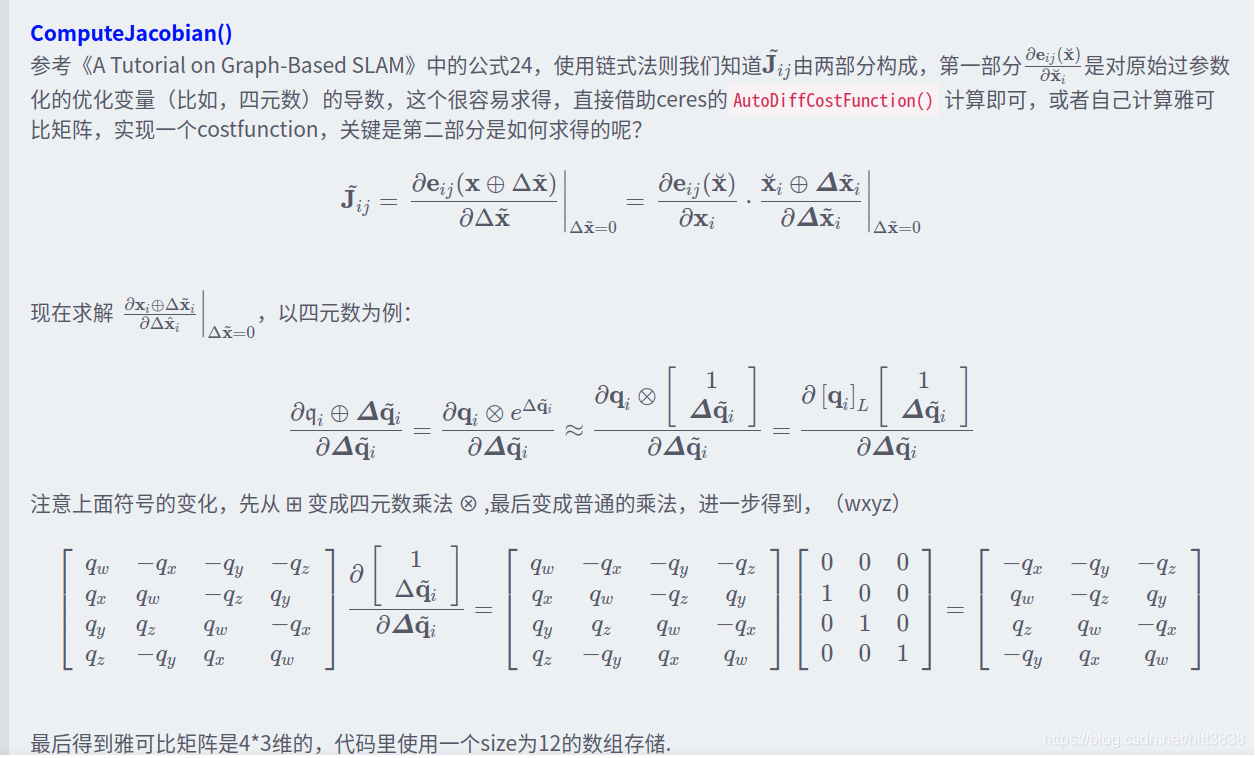 ComputeJacobian()
参考《A Tutorial on Graph-Based SLAM》中的公式24，使用链式法则我们知道$\tilde{\mathbf{J}}_{ij}$由两部分构成，第一部分$\frac{\partial \mathbf{e}_{ij}(\breve{\mathbf{x}})}{\partial \breve{\mathbf{x}}_i}$是对原始过参数
化的优化变量（比如，四元数）的导数，这个很容易求得，直接借助ceres的 AutoDiffCostFunction() 计算即可，或者自己计算雅可
比矩阵，实现一个costfunction，关键是第二部分是如何求得的呢？
$\tilde{\mathbf{J}}_{ij} = \left. \frac{\partial \mathbf{e}_{ij}(\mathbf{x} \oplus \Delta\tilde{\mathbf{x}})}{\partial \Delta\tilde{\mathbf{x}}} \right|_{\Delta\tilde{\mathbf{x}}=0} = \frac{\partial \mathbf{e}_{ij}(\breve{\mathbf{x}})}{\partial \mathbf{x}_i} \cdot \left. \frac{\breve{\mathbf{x}}_i \oplus \boldsymbol{\Delta}\tilde{\mathbf{x}}_i}{\partial \boldsymbol{\Delta}\tilde{\mathbf{x}}_i} \right|_{\Delta\tilde{\mathbf{x}}=0}$
现在求解 $\left. \frac{\partial \mathbf{x}_i \oplus \Delta\tilde{\mathbf{x}}_i}{\partial \Delta\hat{\mathbf{x}}_i} \right|_{\Delta\tilde{\mathbf{x}}=0}$，以四元数为例：
$\frac{\partial \mathfrak{q}_i \oplus \boldsymbol{\Delta}\tilde{\mathbf{q}}_i}{\partial \boldsymbol{\Delta}\tilde{\mathbf{q}}_i} = \frac{\partial \mathbf{q}_i \otimes e^{\Delta\tilde{\mathbf{q}}_i}}{\partial \boldsymbol{\Delta}\tilde{\mathbf{q}}_i} \approx \frac{\partial \mathbf{q}_i \otimes \begin{bmatrix} 1 \\ \boldsymbol{\Delta}\tilde{\mathbf{q}}_i \end{bmatrix}}{\partial \boldsymbol{\Delta}\tilde{\mathbf{q}}_i} = \frac{\partial [\mathbf{q}_i]_L \begin{bmatrix} 1 \\ \boldsymbol{\Delta}\tilde{\mathbf{q}}_i \end{bmatrix}}{\partial \boldsymbol{\Delta}\tilde{\mathbf{q}}_i}$
注意上面符号的变化，先从 ⊞ 变成四元数乘法 ⊗ ,最后变成普通的乘法，进一步得到，（wxyz）
$\begin{bmatrix} q_w & -q_x & -q_y & -q_z \\ q_x & q_w & -q_z & q_y \\ q_y & q_z & q_w & -q_x \\ q_z & -q_y & q_x & q_w \end{bmatrix} \frac{\partial \begin{bmatrix} 1 \\ \Delta\tilde{\mathbf{q}}_i \end{bmatrix}}{\partial \boldsymbol{\Delta}\tilde{\mathbf{q}}_i} = \begin{bmatrix} q_w & -q_x & -q_y & -q_z \\ q_x & q_w & -q_z & q_y \\ q_y & q_z & q_w & -q_x \\ q_z & -q_y & q_x & q_w \end{bmatrix} \begin{bmatrix} 0 & 0 & 0 \\ 1 & 0 & 0 \\ 0 & 1 & 0 \\ 0 & 0 & 1 \end{bmatrix} = \begin{bmatrix} -q_x & -q_y & -q_z \\ q_w & -q_z & q_y \\ q_z & q_w & -q_x \\ -q_y & q_x & q_w \end{bmatrix}$
最后得到雅可比矩阵是4*3维的，代码里使用一个size为12的数组存储.
https://blog.csdn.net/hltt3838